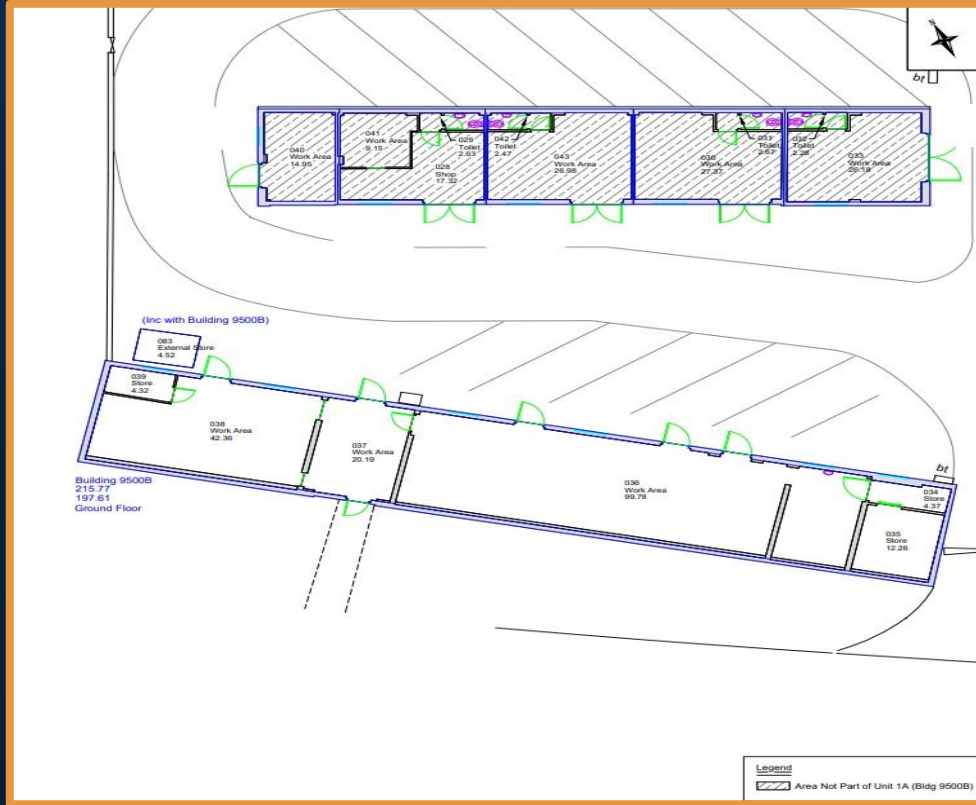 N
bt
040
Work Area
14.95
041
Work Area
9.15
028
Shop
17.32
029
Toilet
2.63
042
Toilet
2.47
043
Work Area
26.98
030
Work Area
27.37
031
Toilet
2.67
032
Toilet
2.28
033
Work Area
26.18
(Inc with Building 9500B)
083
External Store
4.52
039
Store
4.32
038
Work Area
42.36
037
Work Area
20.19
036
Work Area
99.78
bt
034
Store
4.37
035
Store
12.26
Building 9500B
215.77
197.61
Ground Floor
Legend
Area Not Part of Unit 1A (Bldg 9500B)